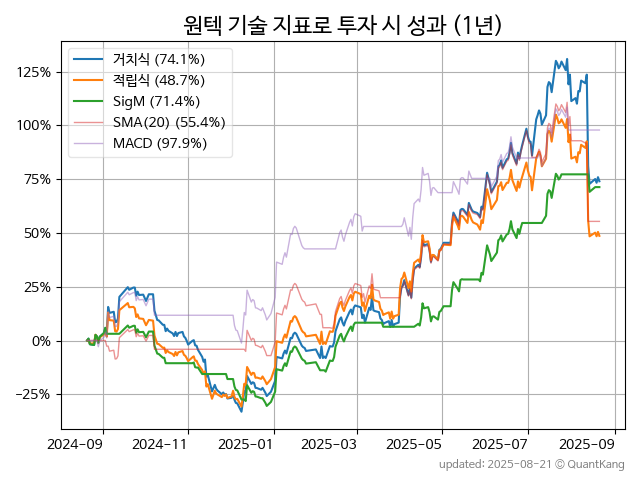 원텍 기술 지표로 투자 시 성과 (1년)
거치식 (74.1%)
적립식 (48.7%)
SigM (71.4%)
SMA(20) (55.4%)
MACD (97.9%)
125%
100%
75%
50%
25%
0%
−25%
2024−09
2024−11
2025−01
2025−03
2025−05
2025−07
2025−09
updated: 2025-08-21 © QuantKang